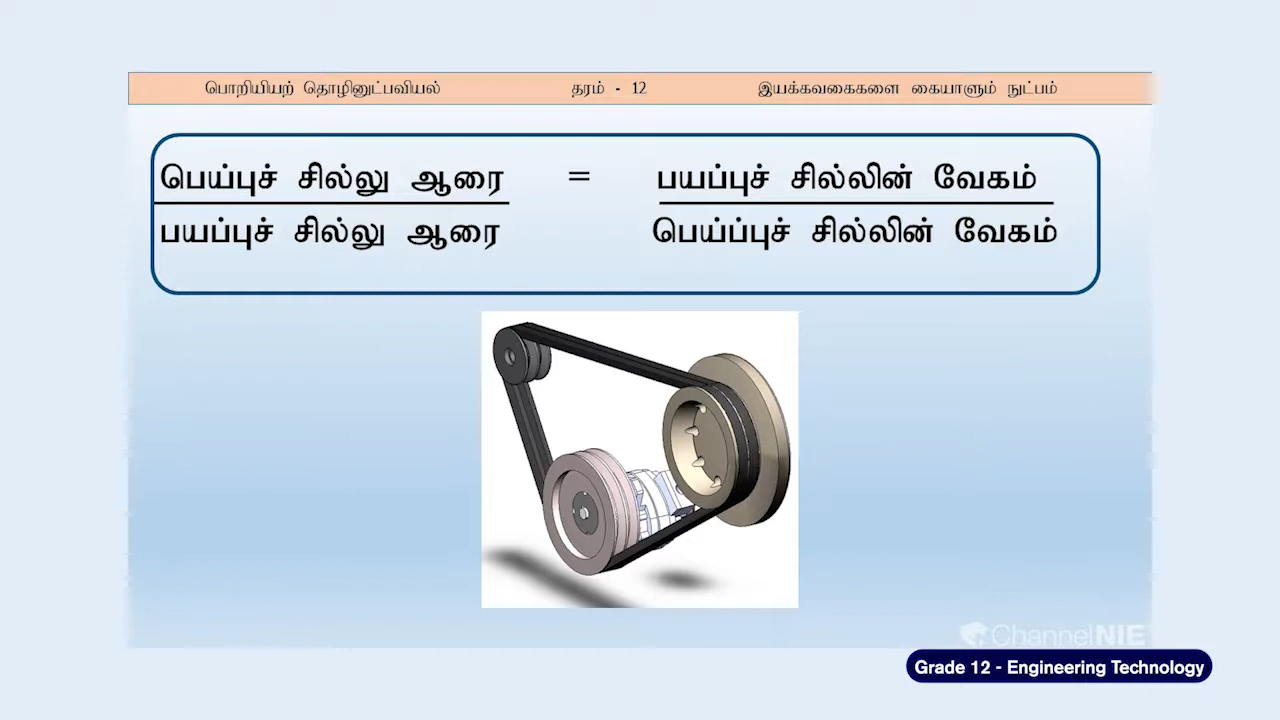 பொறியியற் தொழினுட்பவியல் தரம் - 12 இயக்கவகைகளை கையாளும் நுட்பம்
பெய்புச் சில்லு ஆரை = பயப்புச் சில்லின் வேகம்
பயப்புச் சில்லு ஆரை பெய்ப்புச் சில்லின் வேகம்
ChannelNIE
Grade 12 - Engineering Technology